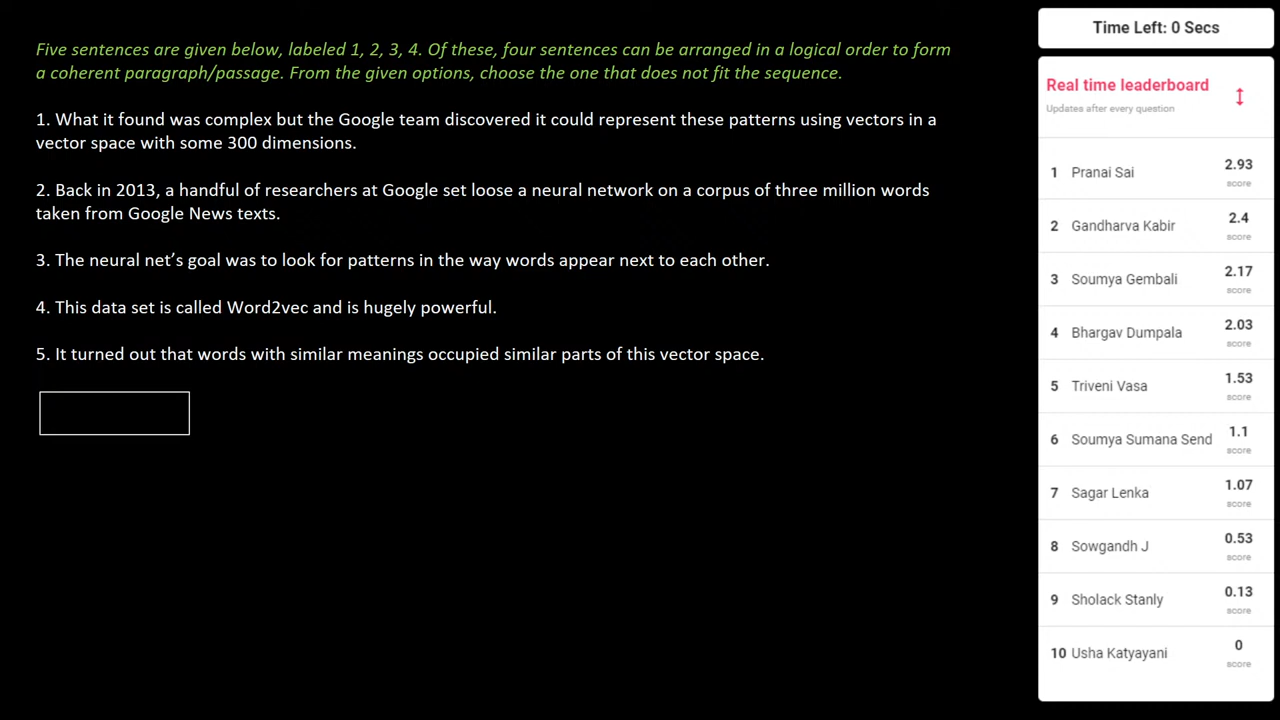 Five sentences are given below, labeled 1, 2, 3, 4. Of these, four sentences can be arranged in a logical order to form
a coherent paragraph/passage. From the given options, choose the one that does not fit the sequence.
1. What it found was complex but the Google team discovered it could represent these patterns using vectors in a
vector space with some 300 dimensions.
2. Back in 2013, a handful of researchers at Google set loose a neural network on a corpus of three million words
taken from Google News texts.
3. The neural net’s goal was to look for patterns in the way words appear next to each other.
4. This data set is called Word2vec and is hugely powerful.
5. It turned out that words with similar meanings occupied similar parts of this vector space.
Time Left: 0 Secs
Real time leaderboard
Updates after every question
1 Pranai Sai 2.93
score
2 Gandharva Kabir 2.4
score
3 Soumya Gembali 2.17
score
4 Bhargav Dumpala 2.03
score
5 Triveni Vasa 1.53
score
6 Soumya Sumana Send 1.1
score
7 Sagar Lenka 1.07
score
8 Sowgandh J 0.53
score
9 Sholack Stanly 0.13
score
10 Usha Katyayani 0
score